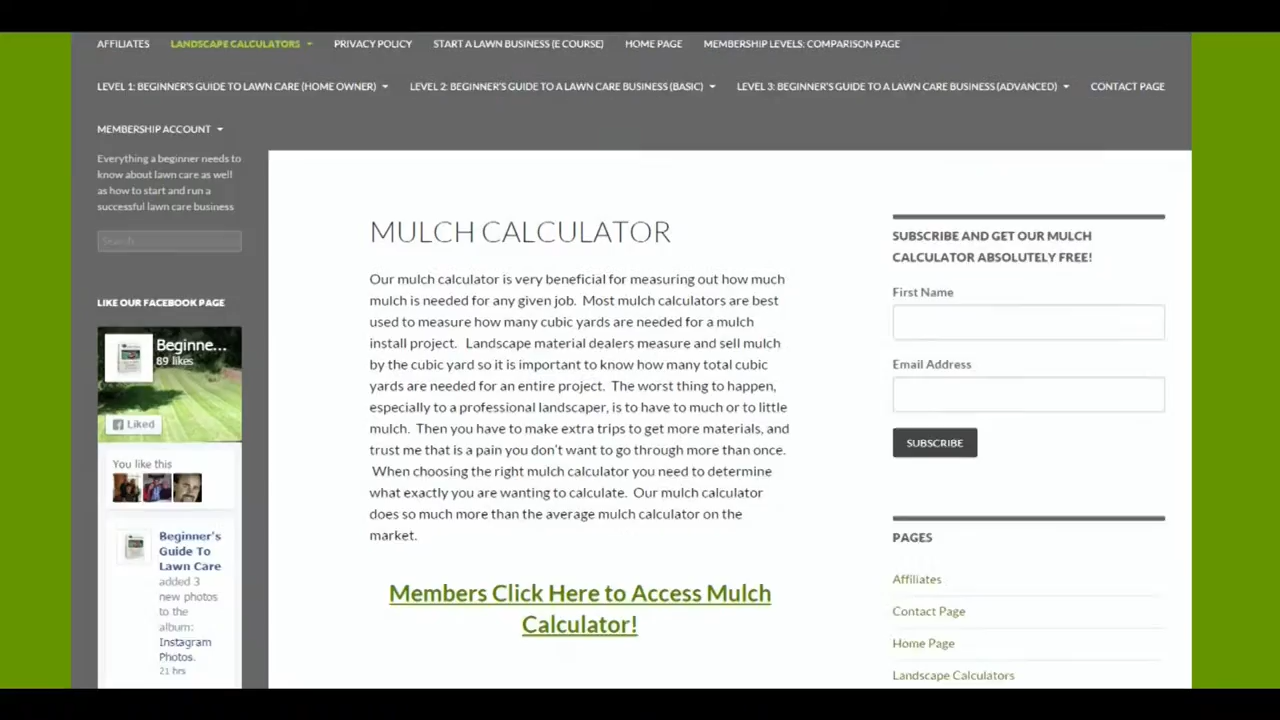 AFFILIATES
LANDSCAPE CALCULATORS
PRIVACY POLICY
START A LAWN BUSINESS (E COURSE)
HOME PAGE
MEMBERSHIP LEVELS: COMPARISON PAGE
LEVEL 1: BEGINNER'S GUIDE TO LAWN CARE (HOME OWNER)
LEVEL 2: BEGINNER'S GUIDE TO A LAWN CARE BUSINESS (BASIC)
LEVEL 3: BEGINNER'S GUIDE TO A LAWN CARE BUSINESS (ADVANCED)
CONTACT PAGE
MEMBERSHIP ACCOUNT
Everything a beginner needs to
know about lawn care as well
as how to start and run a
successful lawn care business
Search
LIKE OUR FACEBOOK PAGE
Beginne...
89 likes
Liked
You like this
Beginner's
Guide To
Lawn Care
added 3
new photos
to the
album:
Instagram
Photos.
21 hrs
MULCH CALCULATOR
Our mulch calculator is very beneficial for measuring out how much
mulch is needed for any given job. Most mulch calculators are best
used to measure how many cubic yards are needed for a mulch
install project. Landscape material dealers measure and sell mulch
by the cubic yard so it is important to know how many total cubic
yards are needed for an entire project. The worst thing to happen,
especially to a professional landscaper, is to have to much or to little
mulch. Then you have to make extra trips to get more materials, and
trust me that is a pain you don't want to go through more than once.
When choosing the right mulch calculator you need to determine
what exactly you are wanting to calculate. Our mulch calculator
does so much more than the average mulch calculator on the
market.
Members Click Here to Access Mulch
Calculator!
SUBSCRIBE AND GET OUR MULCH
CALCULATOR ABSOLUTELY FREE!
First Name
Email Address
SUBSCRIBE
PAGES
Affiliates
Contact Page
Home Page
Landscape Calculators